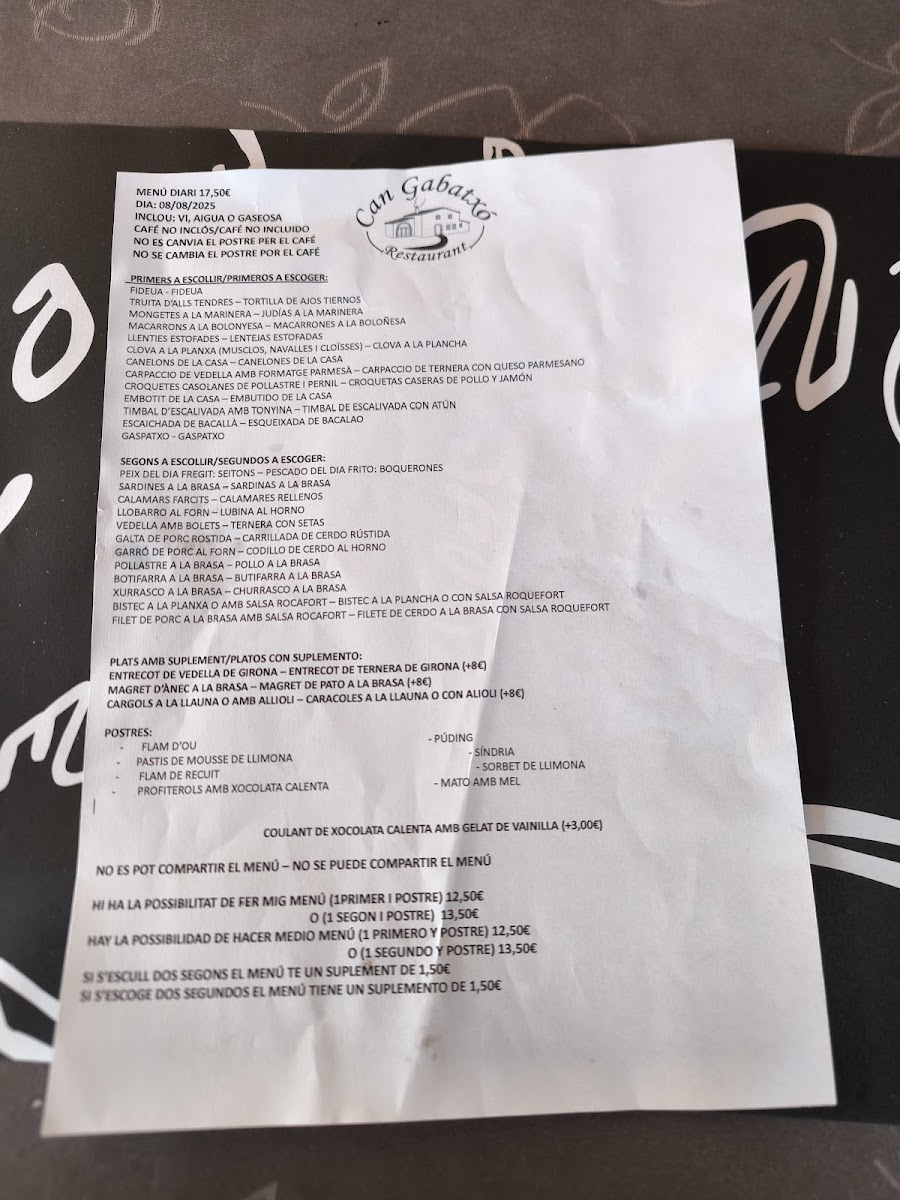 MENÚ DIARI 17,50€
DIA: 08/08/2025
INCLOU: VI, AIGUA O GASEOSA
CAFÉ NO INCLÓS/CAFÉ NO INCLUIDO
NO ES CANVIA EL POSTRE PER EL CAFÉ
NO SE CAMBIA EL POSTRE POR EL CAFÉ
Can Gabatxó
Restaurant
PRIMERS A ESCOLLIR/PRIMEROS A ESCOGER:
FIDEUA - FIDEUA
TRUITA D'ALLS TENDRES – TORTILLA DE AJOS TIERNOS
MONGETES A LA MARINERA – JUDÍAS A LA MARINERA
MACARRONS A LA BOLONYESA – MACARRONES A LA BOLOÑESA
LLENTIES ESTOFADES – LENTEJAS ESTOFADAS
CLOVA A LA PLANXA (MUSCLOS, NAVALLES I CLOÏSSES) – CLOVA A LA PLANCHA
CANELONS DE LA CASA – CANELONES DE LA CASA
CARPACCIO DE VEDELLA AMB FORMATGE PARMESÀ – CARPACCIO DE TERNERA CON QUESO PARMESANO
CROQUETES CASOLANES DE POLLASTRE I PERNIL – CROQUETAS CASERAS DE POLLO Y JAMÓN
EMBOTIT DE LA CASA – EMBUTIDO DE LA CASA
TIMBAL D'ESCALIVADA AMB TONYINA – TIMBAL DE ESCALIVADA CON ATÚN
ESCAICHADA DE BACALLÀ – ESQUEIXADA DE BACALAO
GASPATXO - GASPATXO
SEGONS A ESCOLLIR/SEGUNDOS A ESCOGER:
PEIX DEL DIA FREGIT: SEITONS – PESCADO DEL DIA FRITO: BOQUERONES
SARDINES A LA BRASA – SARDINAS A LA BRASA
CALAMARS FARCITS – CALAMARES RELLENOS
LLOBARRO AL FORN – LUBINA AL HORNO
VEDELLA AMB BOLETS – TERNERA CON SETAS
GALTA DE PORC ROSTIDA – CARRILLADA DE CERDO RÚSTIDA
GARRÓ DE PORC AL FORN – CODILLO DE CERDO AL HORNO
POLLASTRE A LA BRASA – POLLO A LA BRASA
BOTIFARRA A LA BRASA – BUTIFARRA A LA BRASA
XURRASCO A LA BRASA – CHURRASCO A LA BRASA
BISTEC A LA PLANXA O AMB SALSA ROCAFORT – BISTEC A LA PLANCHA O CON SALSA ROQUEFORT
FILET DE PORC A LA BRASA AMB SALSA ROCAFORT – FILETE DE CERDO A LA BRASA CON SALSA ROQUEFORT
PLATS AMB SUPLEMENT/PLATOS CON SUPLEMENTO:
ENTRECOT DE VEDELLA DE GIRONA – ENTRECOT DE TERNERA DE GIRONA (+8€)
MAGRET D'ÀNEC A LA BRASA – MAGRET DE PATO A LA BRASA (+8€)
CARGOLS A LA LLAUNA O AMB ALLIOLI – CARACOLES A LA LLAUNA O CON ALIOLI (+8€)
POSTRES:
- FLAM D'OU
- PASTIS DE MOUSSE DE LLIMONA
- FLAM DE RECUIT
- PROFITEROLS AMB XOCOLATA CALENTA
- PÚDING
- SÍNDRIA
- SORBET DE LLIMONA
- MATO AMB MEL
COULANT DE XOCOLATA CALENTA AMB GELAT DE VAINILLA (+3,00€)
NO ES POT COMPARTIR EL MENÚ – NO SE PUEDE COMPARTIR EL MENÚ
HI HA LA POSSIBILITAT DE FER MIG MENÚ (1PRIMER I POSTRE) 12,50€
O (1 SEGON I POSTRE) 13,50€
HAY LA POSSIBILIDAD DE HACER MEDIO MENÚ (1 PRIMERO Y POSTRE) 12,50€
O (1 SEGUNDO Y POSTRE) 13,50€
SI S'ESCULL DOS SEGONS EL MENÚ TE UN SUPLEMENT DE 1,50€
SI S'ESCOGE DOS SEGUNDOS EL MENÚ TIENE UN SUPLEMENTO DE 1,50€